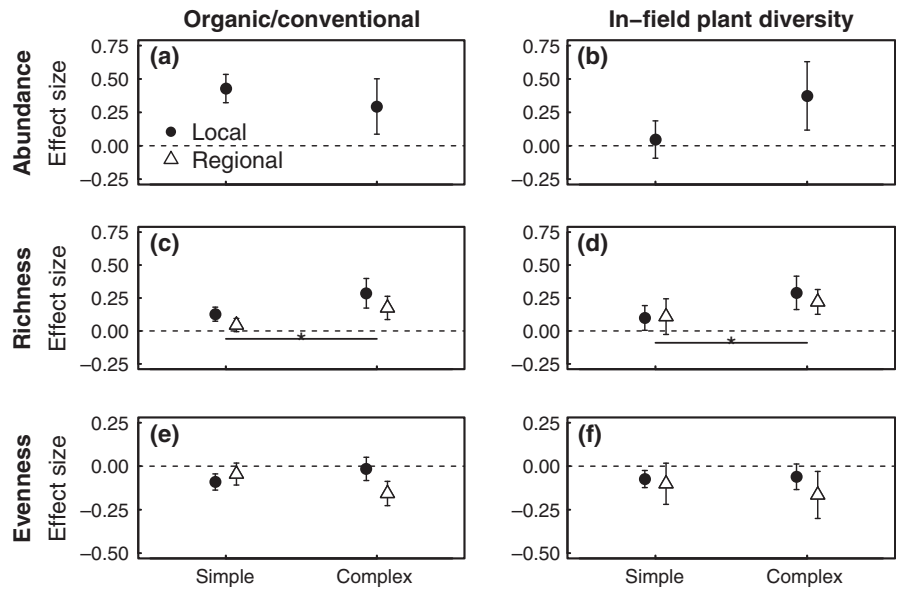 Organic/conventional
In−field plant diversity
Abundance
Effect size
0.75
0.50
0.25
0.00
−0.25
(a)
Local
Regional
0.75
0.50
0.25
0.00
−0.25
(b)
Richness
Effect size
0.75
0.50
0.25
0.00
−0.25
(c)
*
0.75
0.50
0.25
0.00
−0.25
(d)
*
Evenness
Effect size
0.25
0.00
−0.25
−0.50
(e)
Simple
Complex
0.25
0.00
−0.25
−0.50
(f)
Simple
Complex